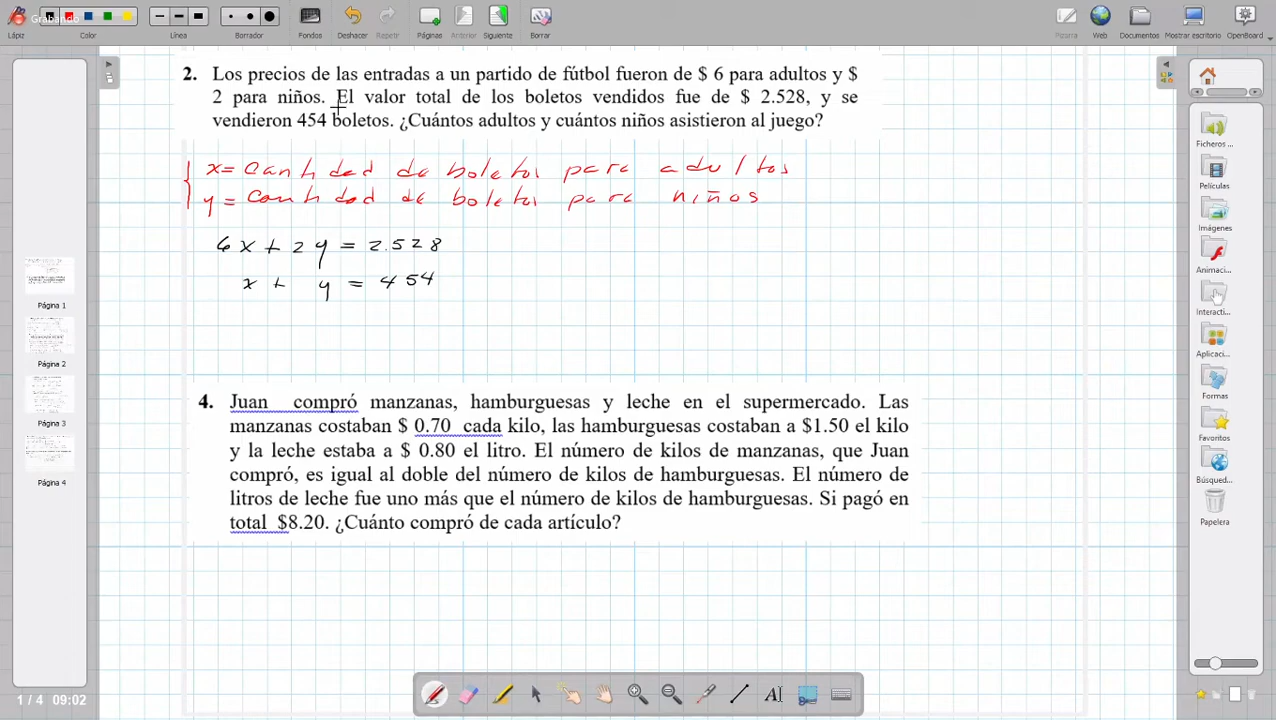 Grabando
Lápiz
Color
Línea
Borrador
Fondos
Deshacer
Repetir
Páginas
Anterior
Siguiente
Borrar
Web
Documentos
Mostrar escritorio
OpenBoard
2. Los precios de las entradas a un partido de fútbol fueron de $ 6 para adultos y $
2 para niños. El valor total de los boletos vendidos fue de $ 2.528, y se
vendieron 454 boletos. ¿Cuántos adultos y cuántos niños asistieron al juego?
x= Cantidad de boletos para adultos
y = Cantidad de boletos para niños
6x + 2y = 2.528
x + y = 454
4. Juan compró manzanas, hamburguesas y leche en el supermercado. Las
manzanas costaban $ 0.70 cada kilo, las hamburguesas costaban a $1.50 el kilo
y la leche estaba a $ 0.80 el litro. El número de kilos de manzanas, que Juan
compró, es igual al doble del número de kilos de hamburguesas. El número de
litros de leche fue uno más que el número de kilos de hamburguesas. Si pagó en
total $8.20. ¿Cuánto compró de cada artículo?
Página 1
Página 2
Página 3
Página 4
1 / 4 09:02
Ficheros ...
Películas
Imágenes
Animaci...
Interacti...
Aplicaci...
Formas
Favoritos
Búsqued...
Papelera